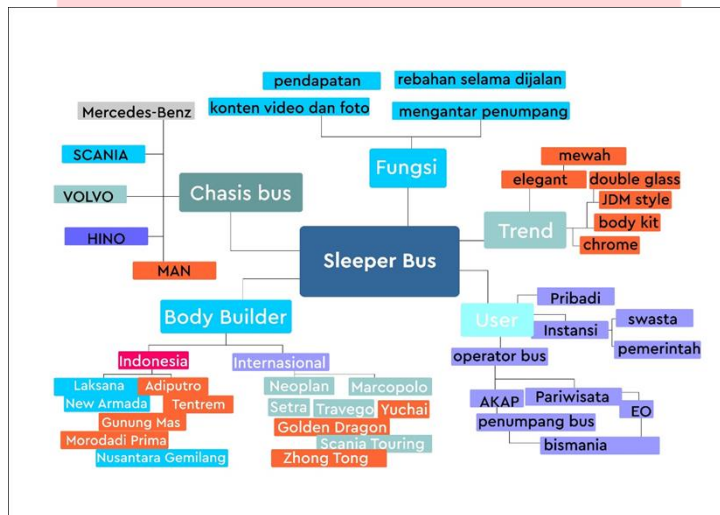 pendapatan
rebahan selama dijalan
konten video dan foto
mengantar penumpang
Fungsi
Mercedes-Benz
SCANIA
VOLVO
HINO
MAN
Chasis bus
mewah
elegant
double glass
JDM style
body kit
chrome
Trend
Sleeper Bus
Body Builder
Indonesia
Laksana
Adiputro
New Armada
Tentrem
Gunung Mas
Morodadi Prima
Nusantara Gemilang
Internasional
Neoplan
Marcopolo
Setra
Travego
Yuchai
Golden Dragon
Scania Touring
Zhong Tong
User
Pribadi
Instansi
swasta
pemerintah
operator bus
AKAP
Pariwisata
EO
penumpang bus
bismania